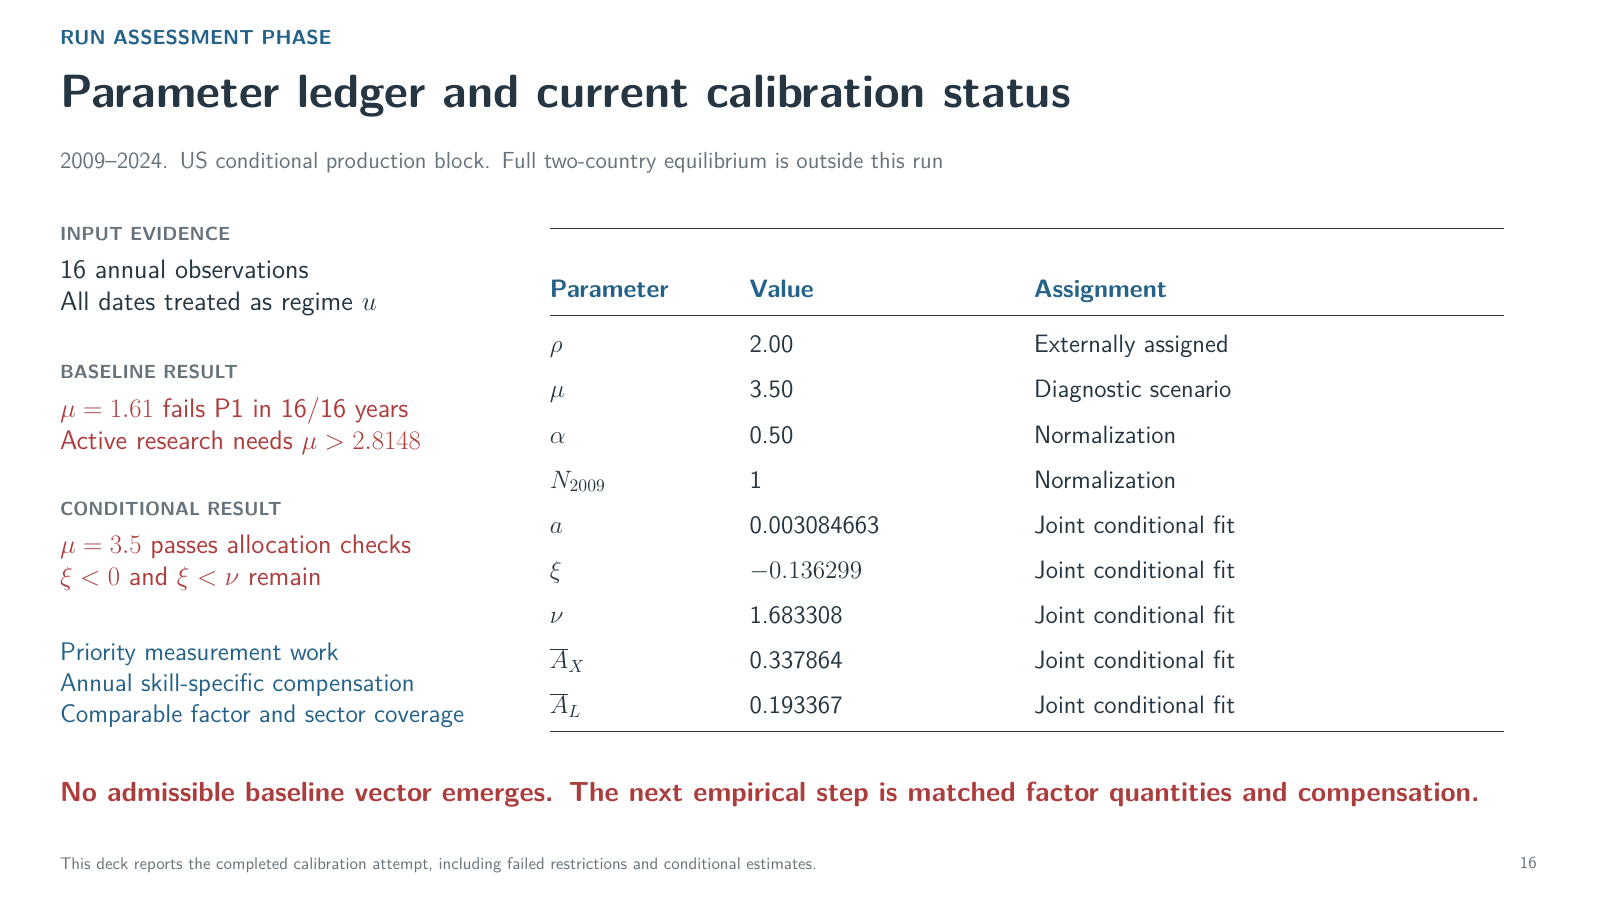 RUN ASSESSMENT PHASE
Parameter ledger and current calibration status
2009–2024. US conditional production block. Full two-country equilibrium is outside this run
INPUT EVIDENCE
16 annual observations
All dates treated as regime u
BASELINE RESULT
μ = 1.61 fails P1 in 16/16 years
Active research needs μ > 2.8148
CONDITIONAL RESULT
μ = 3.5 passes allocation checks
ξ < 0 and ξ < ν remain
Priority measurement work
Annual skill-specific compensation
Comparable factor and sector coverage
Parameter Value Assignment
ρ 2.00 Externally assigned
μ 3.50 Diagnostic scenario
α 0.50 Normalization
N₂₀₀₉ 1 Normalization
a 0.003084663 Joint conditional fit
ξ −0.136299 Joint conditional fit
ν 1.683308 Joint conditional fit
A̅_X 0.337864 Joint conditional fit
A̅_L 0.193367 Joint conditional fit
No admissible baseline vector emerges. The next empirical step is matched factor quantities and compensation.
This deck reports the completed calibration attempt, including failed restrictions and conditional estimates.
16